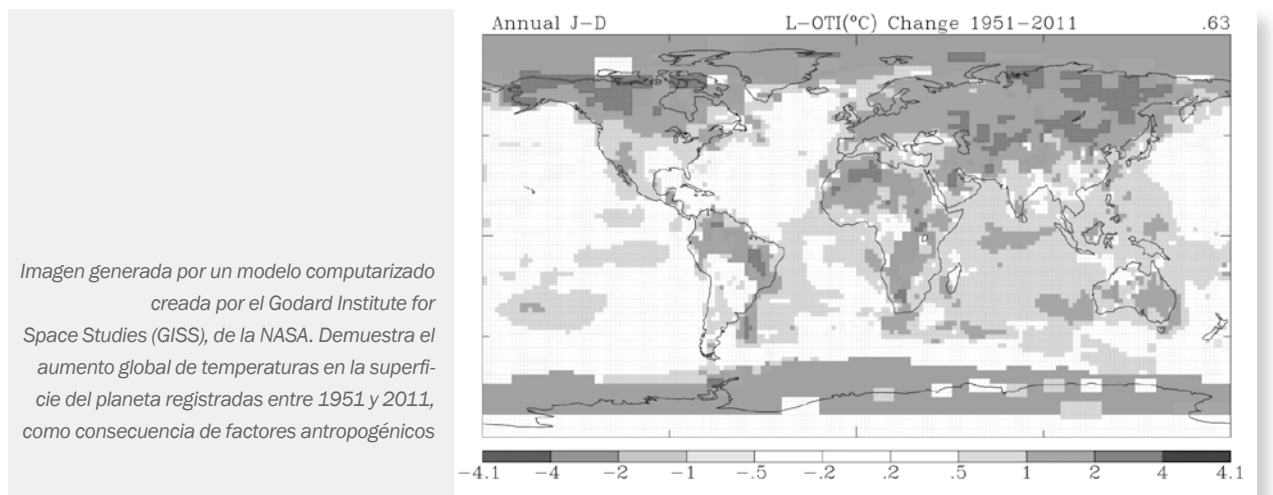 Annual J-D L-OTI(°C) Change 1951-2011 .63
Imagen generada por un modelo computarizado
creada por el Godard Institute for
Space Studies (GISS), de la NASA. Demuestra el
aumento global de temperaturas en la superfi-
cie del planeta registradas entre 1951 y 2011,
como consecuencia de factores antropogénicos
-4.1 -4 -2 -1 -.5 -.2 .2 .5 1 2 4 4.1